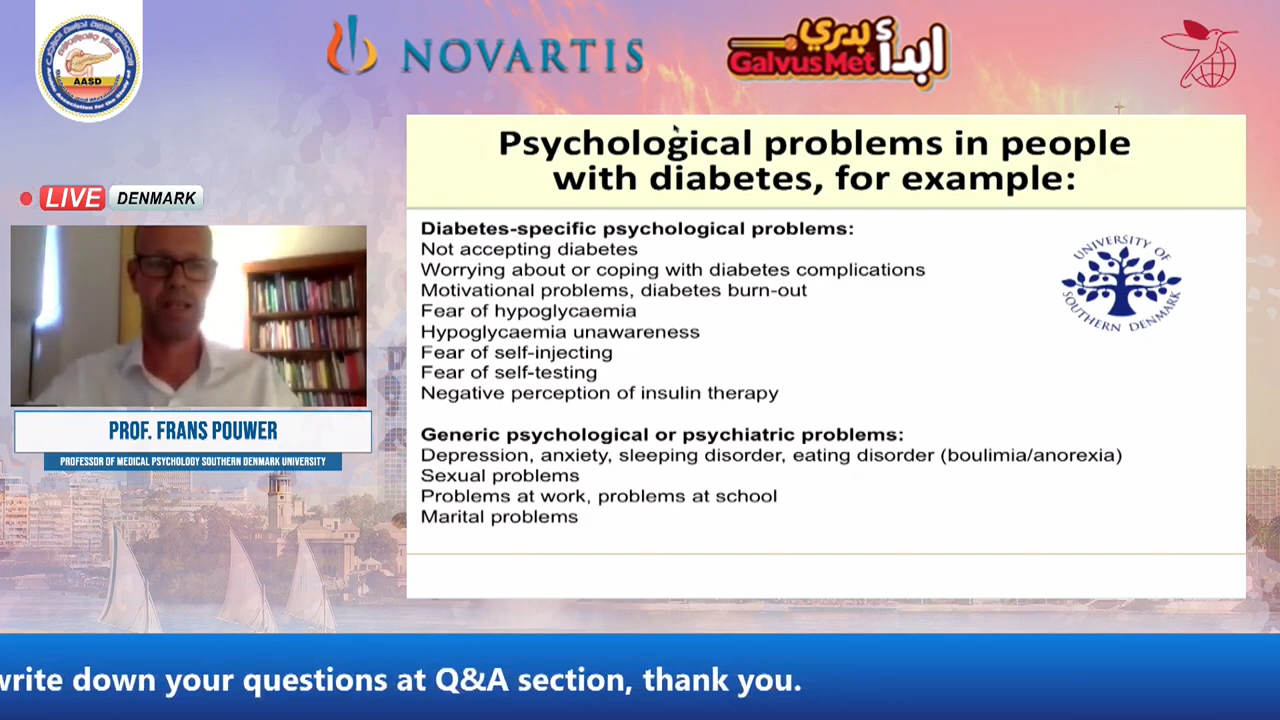 AASD
NOVARTIS
ابدأ بدري
GalvusMet
LIVE
DENMARK
Psychological problems in people
with diabetes, for example:
Diabetes-specific psychological problems:
Not accepting diabetes
Worrying about or coping with diabetes complications
Motivational problems, diabetes burn-out
Fear of hypoglycaemia
Hypoglycaemia unawareness
Fear of self-injecting
Fear of self-testing
Negative perception of insulin therapy
UNIVERSITY OF
SOUTHERN DENMARK
Generic psychological or psychiatric problems:
Depression, anxiety, sleeping disorder, eating disorder (boulimia/anorexia)
Sexual problems
Problems at work, problems at school
Marital problems
PROF. FRANS POUWER
PROFESSOR OF MEDICAL PSYCHOLOGY SOUTHERN DENMARK UNIVERSITY
write down your questions at Q&A section, thank you.